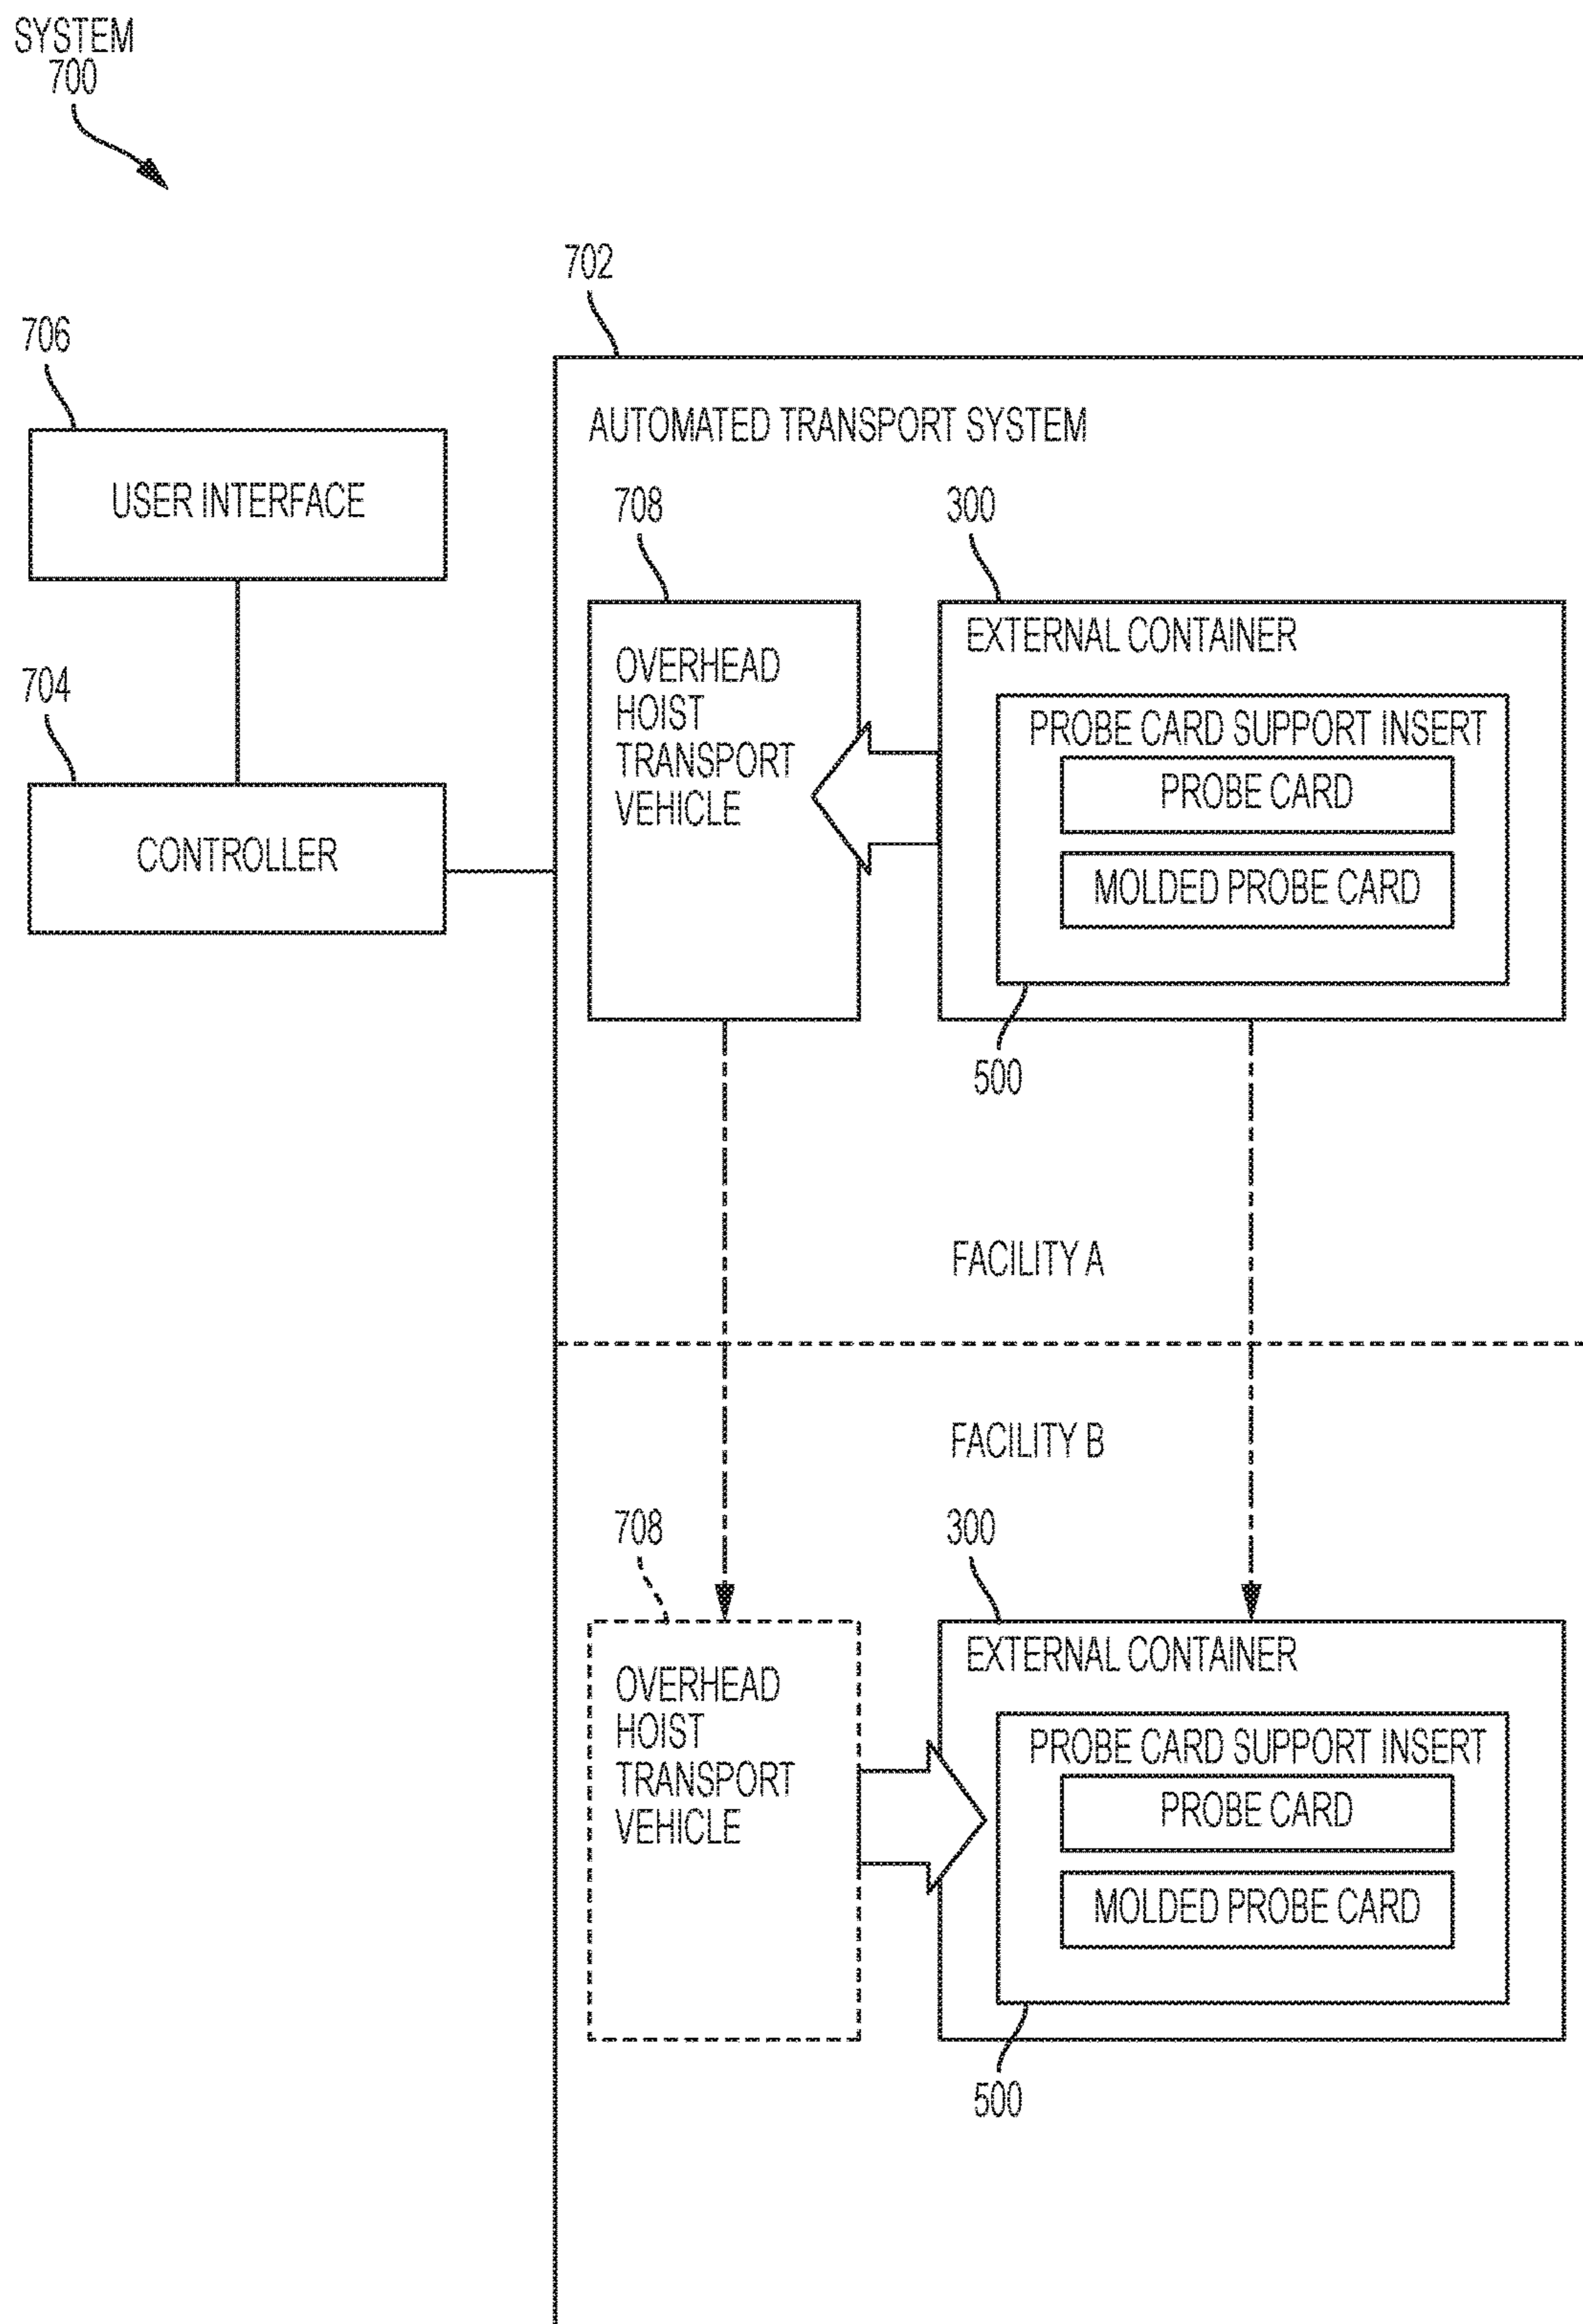 SYSTEM
700
702
706
AUTOMATED TRANSPORT SYSTEM
USER INTERFACE
708
300
OVERHEAD
HOIST
TRANSPORT
VEHICLE
EXTERNAL CONTAINER
PROBE CARD SUPPORT INSERT
PROBE CARD
MOLDED PROBE CARD
704
CONTROLLER
500
FACILITY A
FACILITY B
708
300
OVERHEAD
HOIST
TRANSPORT
VEHICLE
EXTERNAL CONTAINER
PROBE CARD SUPPORT INSERT
PROBE CARD
MOLDED PROBE CARD
500